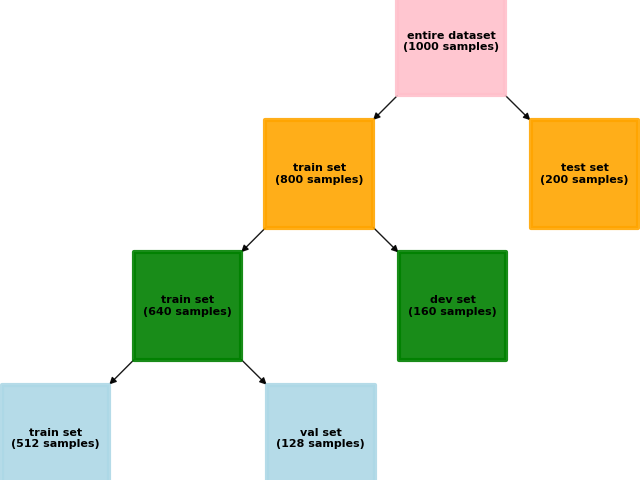 entire dataset
(1000 samples)
train set
(800 samples)
test set
(200 samples)
train set
(640 samples)
dev set
(160 samples)
train set
(512 samples)
val set
(128 samples)